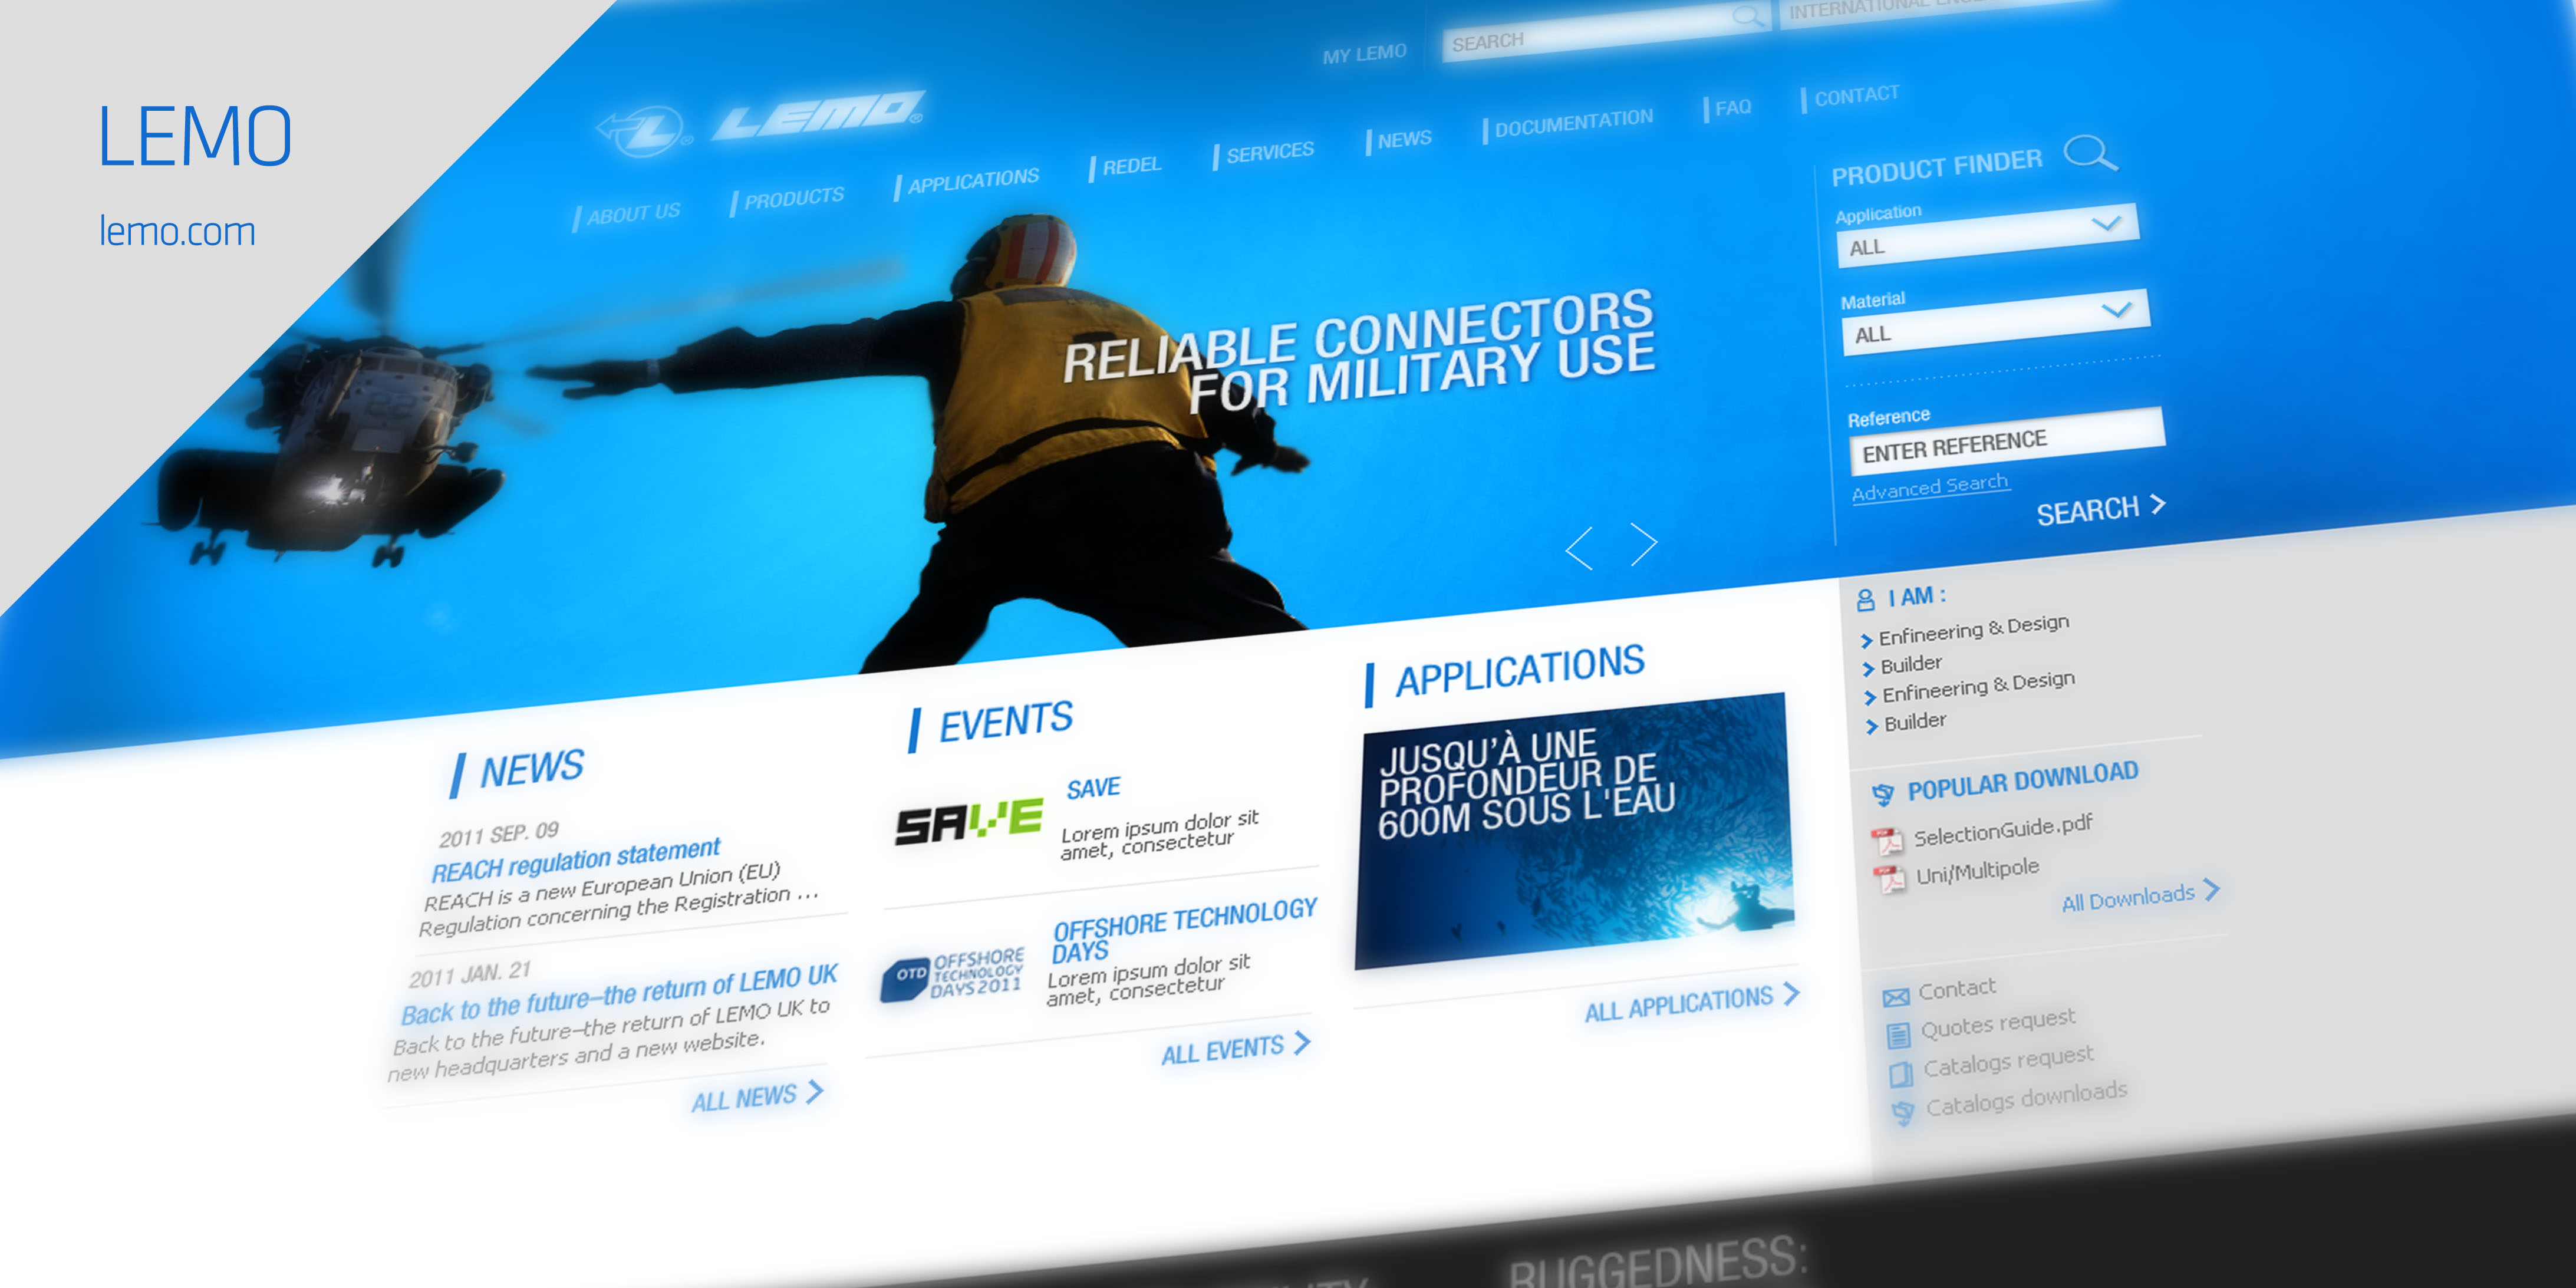 LEMO
lemo.com
MY LEMO
SEARCH
LEMO®
ABOUT US
PRODUCTS
APPLICATIONS
REDEL
SERVICES
NEWS
DOCUMENTATION
FAQ
CONTACT
RELIABLE CONNECTORS
FOR MILITARY USE
PRODUCT FINDER
Application
ALL
Material
ALL
Reference
ENTER REFERENCE
Advanced Search
SEARCH
NEWS
2011 SEP. 09
REACH regulation statement
REACH is a new European Union (EU)
Regulation concerning the Registration ...
2011 JAN. 21
Back to the future–the return of LEMO UK
Back to the future–the return of LEMO UK to
new headquarters and a new website.
ALL NEWS
EVENTS
SAVE
SAVE
Lorem ipsum dolor sit
amet, consectetur
OTD OFFSHORE
TECHNOLOGY
DAYS 2011
OFFSHORE TECHNOLOGY
DAYS
Lorem ipsum dolor sit
amet, consectetur
ALL EVENTS
APPLICATIONS
JUSQU'À UNE
PROFONDEUR DE
600M SOUS L'EAU
ALL APPLICATIONS
I AM :
Enfineering & Design
Builder
Enfineering & Design
Builder
POPULAR DOWNLOAD
SelectionGuide.pdf
Uni/Multipole
All Downloads
Contact
Quotes request
Catalogs request
Catalogs downloads
RUGGEDNESS: